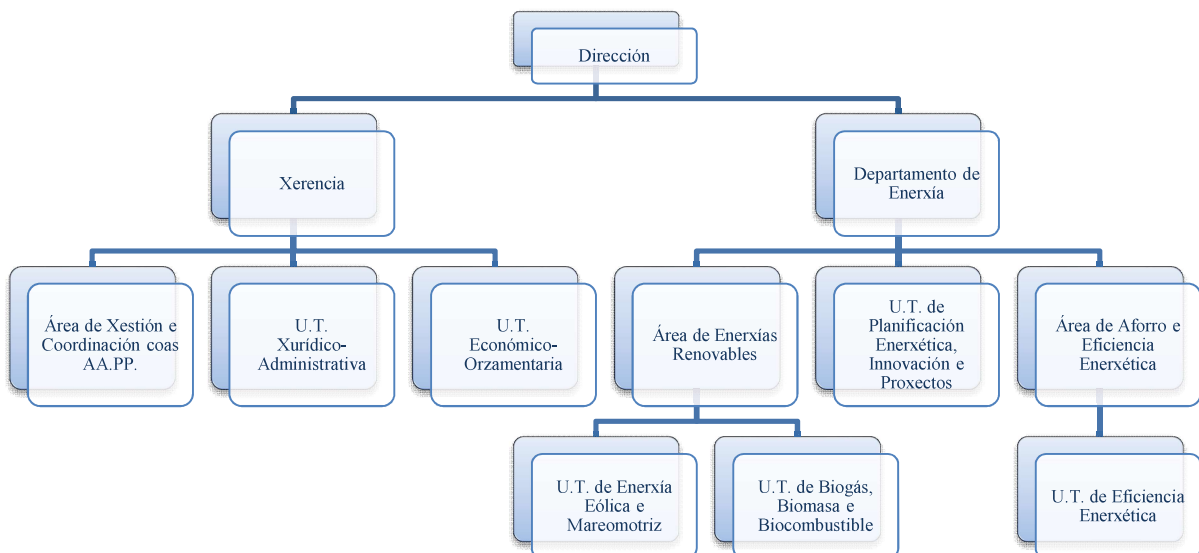 Dirección
Xerencia
Departamento de
Enerxía
Área de Xestión e
Coordinación coas
AA.PP.
U.T.
Xurídico-
Administrativa
U.T.
Económico-
Orzamentaria
Área de Enerxías
Renovables
U.T. de
Planificación
Enerxética,
Innovación e
Proxectos
Área de Aforro e
Eficiencia
Enerxética
U.T. de Enerxía
Eólica e
Mareomotriz
U.T. de Biogás,
Biomasa e
Biocombustible
U.T. de Eficiencia
Enerxética